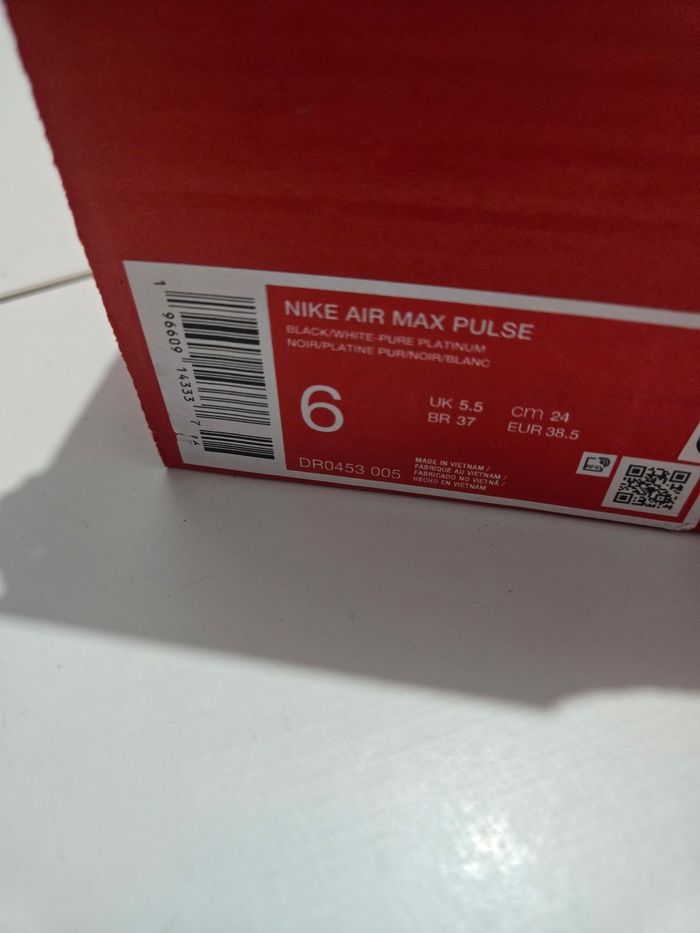 NIKE AIR MAX PULSE
BLACK/WHITE-PURE PLATINUM
NOIR/PLATINE PUR/NOIR/BLANC
6
UK 5.5
BR 37
cm 24
EUR 38.5
DR0453 005
MADE IN VIETNAM /
FABRIQUE AU VIETNAM /
FABRICADO NO VIETNÃ /
HECHO EN VIETNAM
RFID
1 96609 14333 7